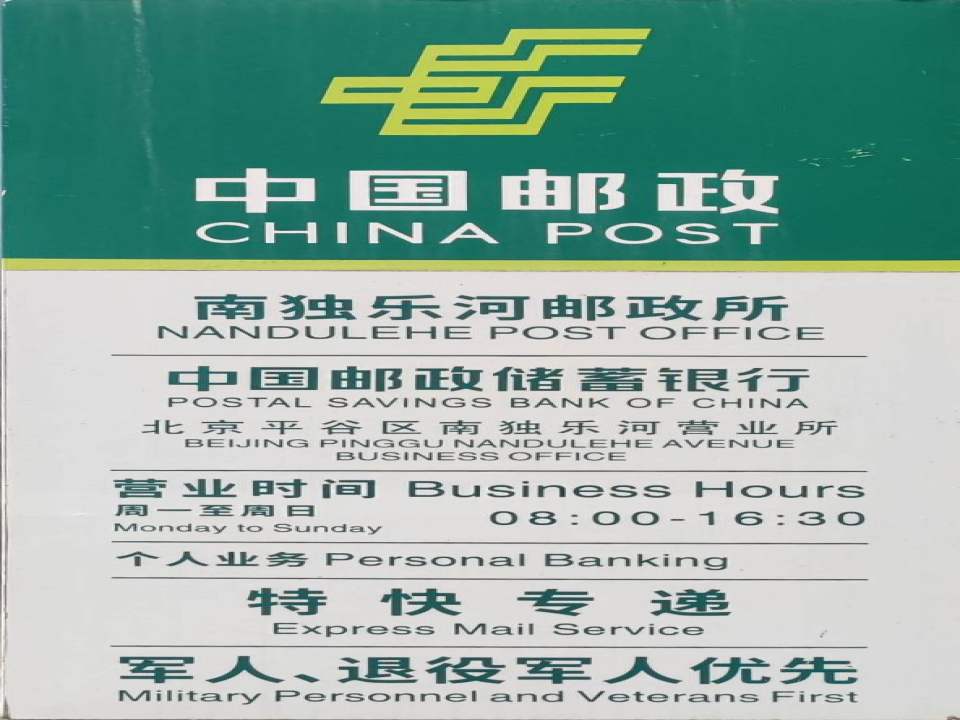 中国邮政
CHINA POST
南独乐河邮政所
NANDULEHE POST OFFICE
中国邮政储蓄银行
POSTAL SAVINGS BANK OF CHINA
北京平谷区南独乐河营业所
BEIJING PINGGU NANDULEHE AVENUE
BUSINESS OFFICE
营业时间 Business Hours
周一至周日
Monday to Sunday
08:00-16:30
个人业务 Personal Banking
特快专递
Express Mail Service
军人、退役军人优先
Military Personnel and Veterans First